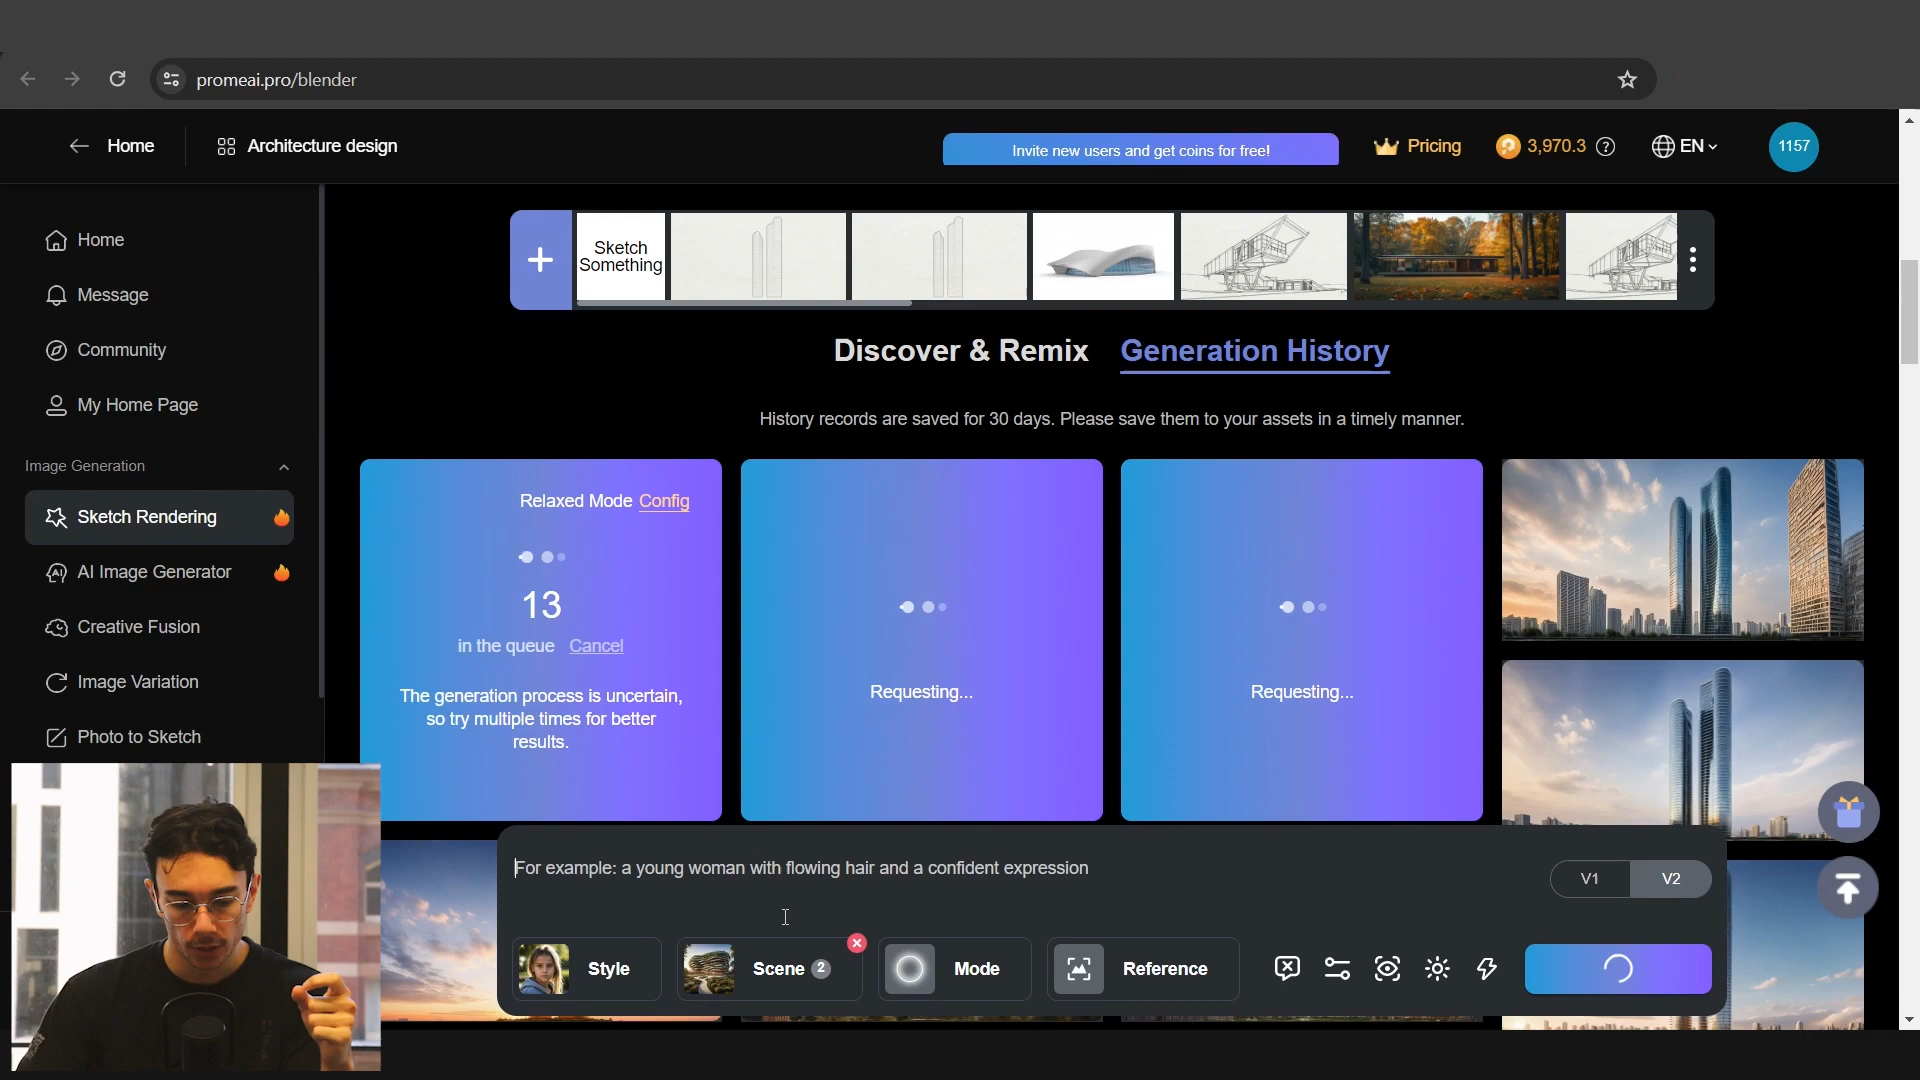 promeai.pro/blender
Home
Architecture design
Invite new users and get coins for free!
Pricing
3,970.3
EN
1157
Home
Message
Community
My Home Page
Image Generation
Sketch Rendering
AI Image Generator
Creative Fusion
Image Variation
Photo to Sketch
Sketch
Something
Discover & Remix
Generation History
History records are saved for 30 days. Please save them to your assets in a timely manner.
Relaxed Mode Config
13
in the queue Cancel
The generation process is uncertain,
so try multiple times for better
results.
Requesting...
Requesting...
For example: a young woman with flowing hair and a confident expression
V1
V2
Style
Scene 2
Mode
Reference